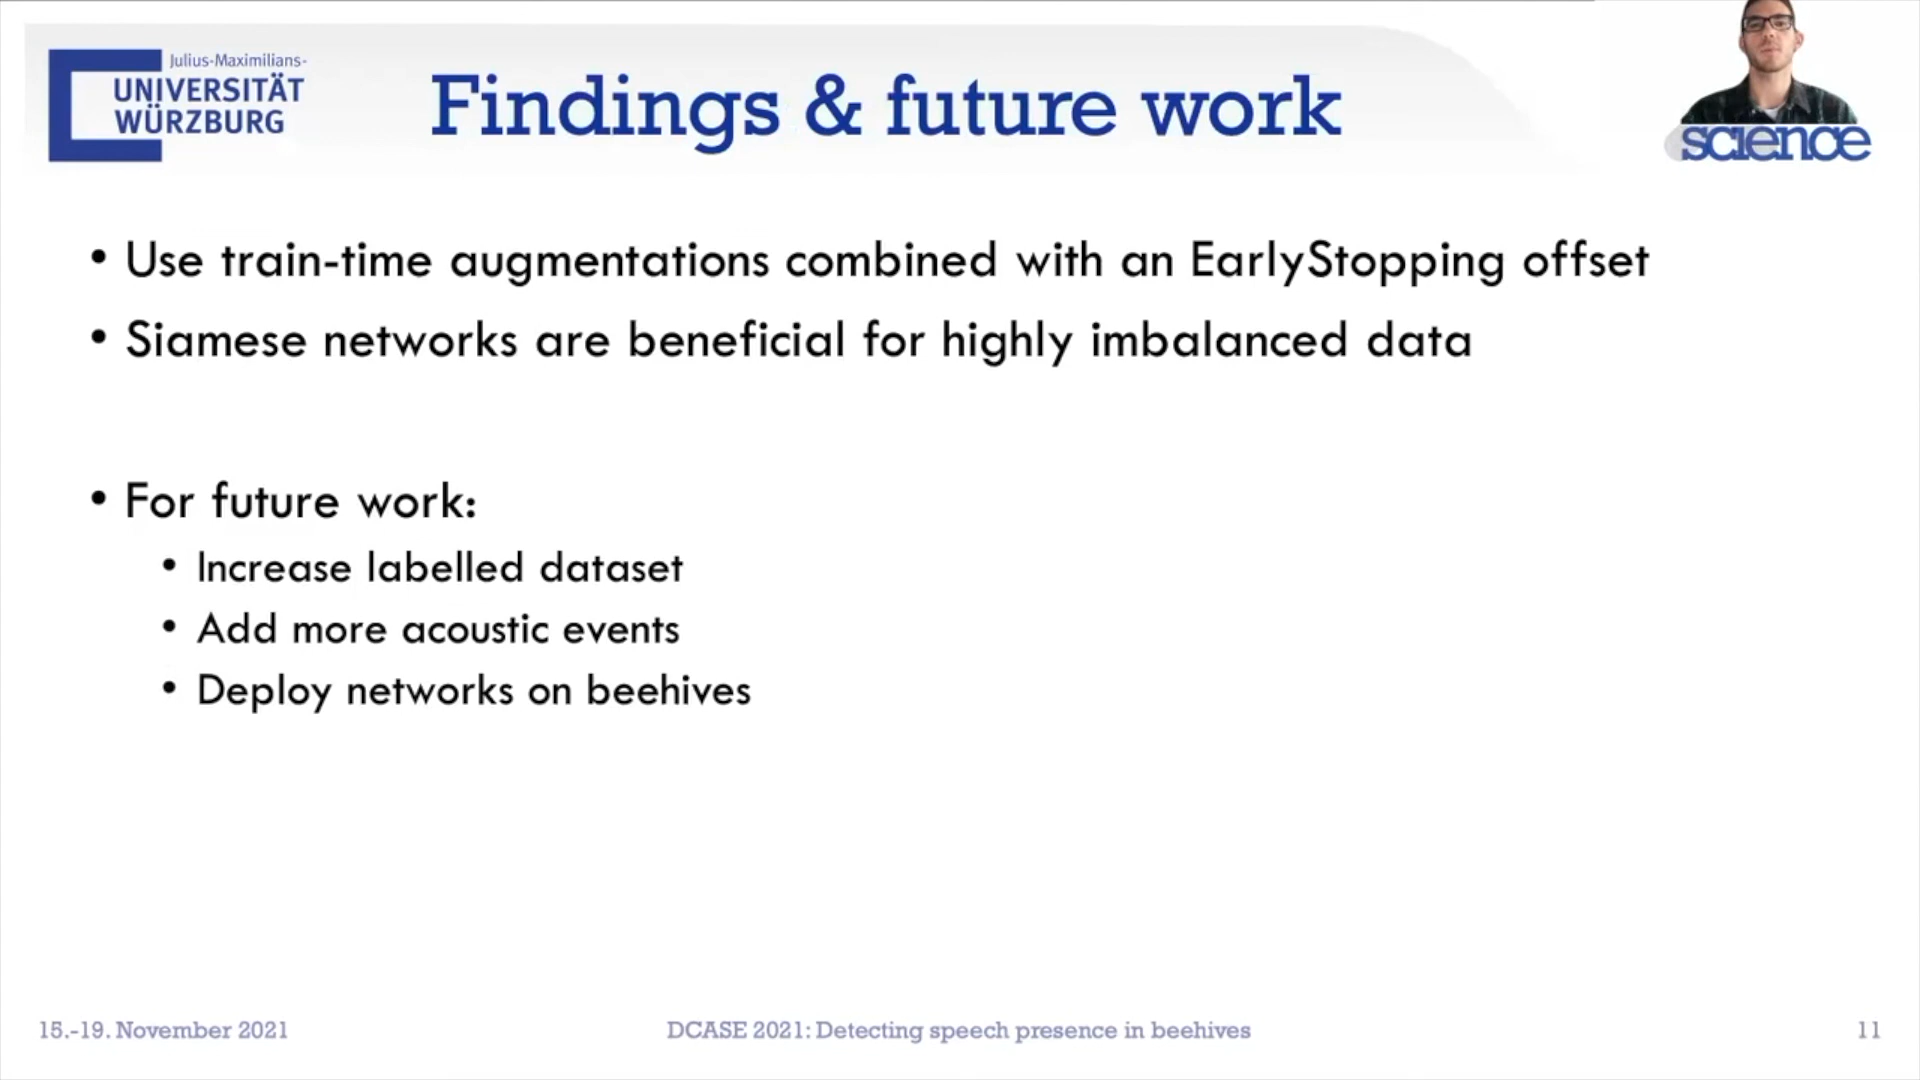 Julius-Maximilians-
UNIVERSITÄT
WÜRZBURG
Findings & future work
science
• Use train-time augmentations combined with an EarlyStopping offset
• Siamese networks are beneficial for highly imbalanced data
• For future work:
• Increase labelled dataset
• Add more acoustic events
• Deploy networks on beehives
15.-19. November 2021
DCASE 2021: Detecting speech presence in beehives
11